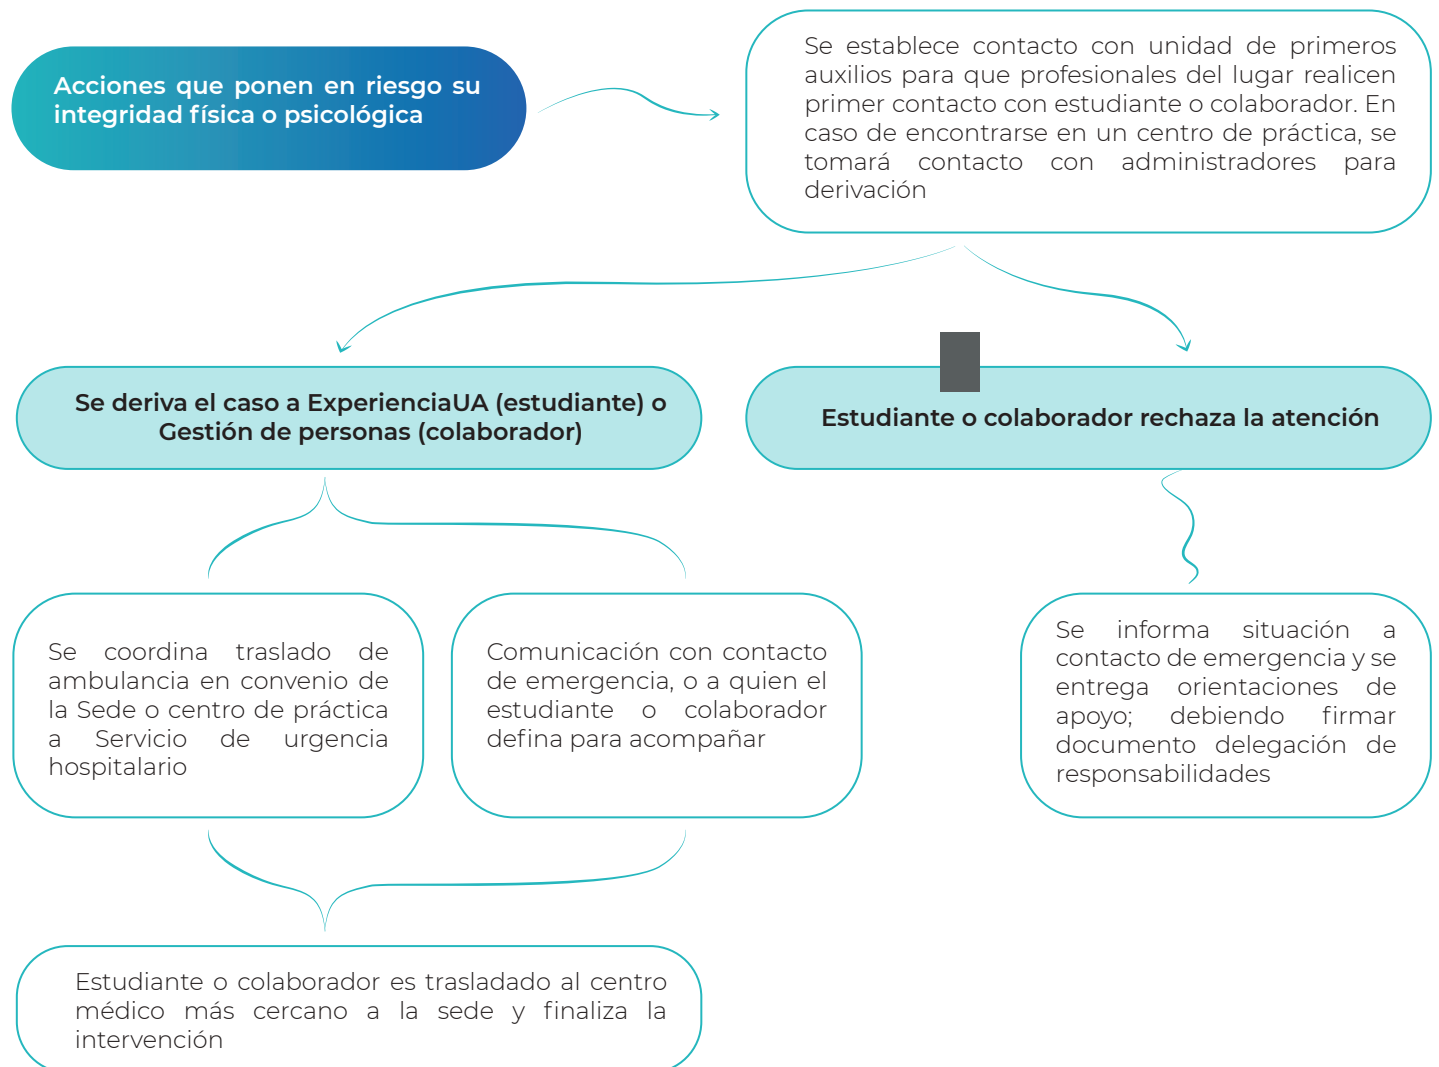 Acciones que ponen en riesgo su
integridad física o psicológica
Se establece contacto con unidad de primeros
auxilios para que profesionales del lugar realicen
primer contacto con estudiante o colaborador. En
caso de encontrarse en un centro de práctica, se
tomará contacto con administradores para
derivación
Se deriva el caso a ExperienciaUA (estudiante) o
Gestión de personas (colaborador)
Estudiante o colaborador rechaza la atención
Se coordina traslado de
ambulancia en convenio de
la Sede o centro de práctica
a Servicio de urgencia
hospitalario
Comunicación con contacto
de emergencia, o a quien el
estudiante o colaborador
defina para acompañar
Se informa situación a
contacto de emergencia y se
entrega orientaciones de
apoyo; debiendo firmar
documento delegación de
responsabilidades
Estudiante o colaborador es trasladado al centro
médico más cercano a la sede y finaliza la
intervención